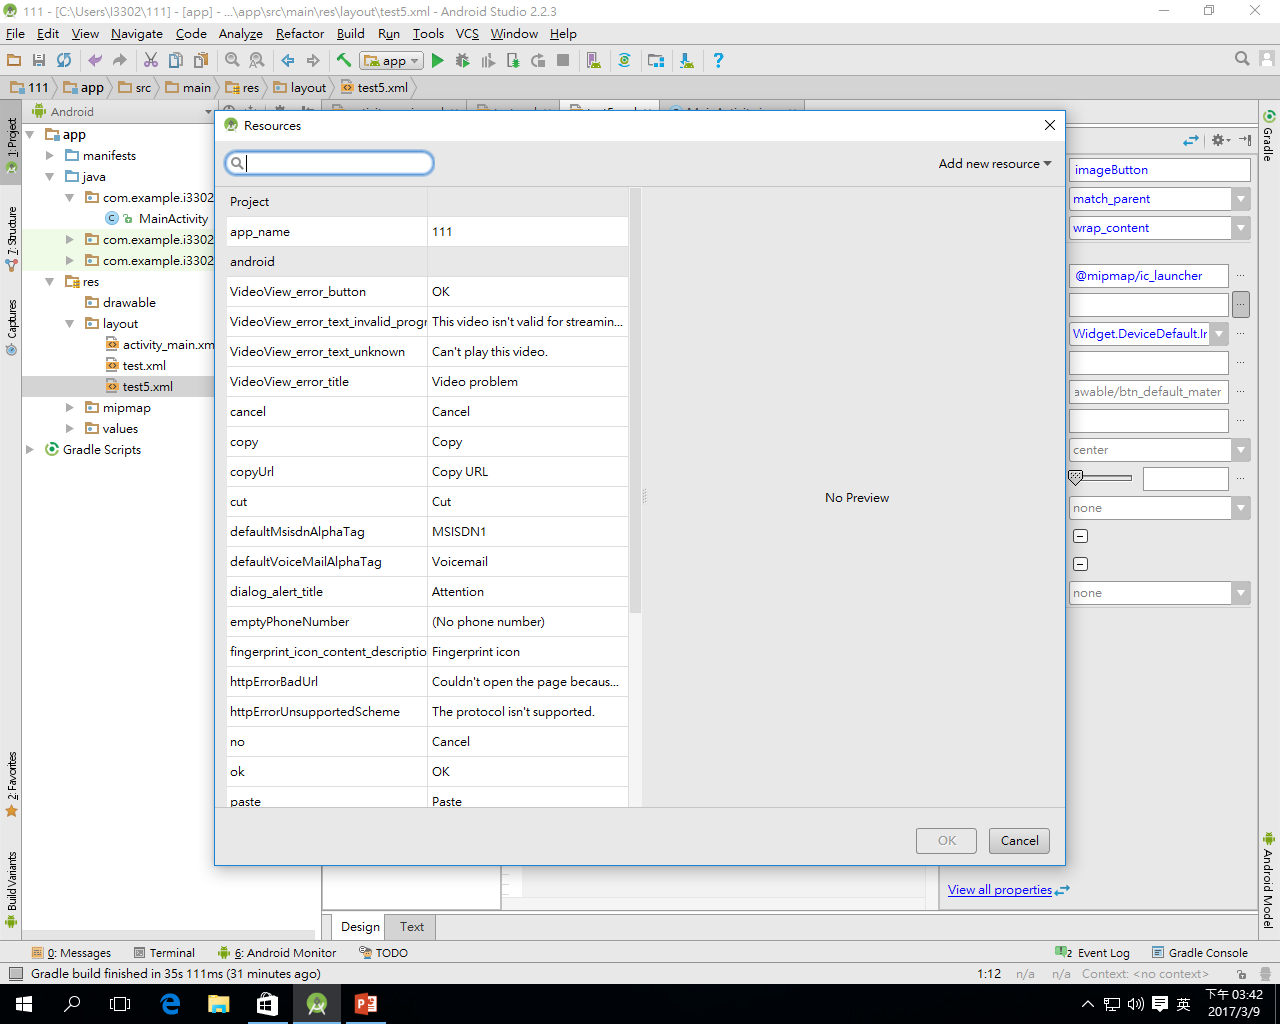 111 - [C:\Users\I3302\111] - [app] - ...\app\src\main\res\layout\test5.xml - Android Studio 2.2.3
File Edit View Navigate Code Analyze Refactor Build Run Tools VCS Window Help
app
111 app src main res layout test5.xml
Android
1: Project
7: Structure
Captures
2: Favorites
Build Variants
app
manifests
java
com.example.i3302
MainActivity
com.example.i3302
com.example.i3302
res
drawable
layout
activity_main.xm
test.xml
test5.xml
mipmap
values
Gradle Scripts
Resources
Add new resource
Project
app_name 111
android
VideoView_error_button OK
VideoView_error_text_invalid_progr This video isn't valid for streamin...
VideoView_error_text_unknown Can't play this video.
VideoView_error_title Video problem
cancel Cancel
copy Copy
copyUrl Copy URL
cut Cut
defaultMsisdnAlphaTag MSISDN1
defaultVoiceMailAlphaTag Voicemail
dialog_alert_title Attention
emptyPhoneNumber (No phone number)
fingerprint_icon_content_descriptio Fingerprint icon
httpErrorBadUrl Couldn't open the page becaus...
httpErrorUnsupportedScheme The protocol isn't supported.
no Cancel
ok OK
paste Paste
No Preview
OK Cancel
imageButton
match_parent
wrap_content
@mipmap/ic_launcher
Widget.DeviceDefault.Ir
awable/btn_default_mater
center
none
none
View all properties
Gradle
Android Model
Design Text
0: Messages Terminal 6: Android Monitor TODO 2 Event Log Gradle Console
Gradle build finished in 35s 111ms (31 minutes ago) 1:12 n/a n/a Context: <no context>
英
下午 03:42
2017/3/9